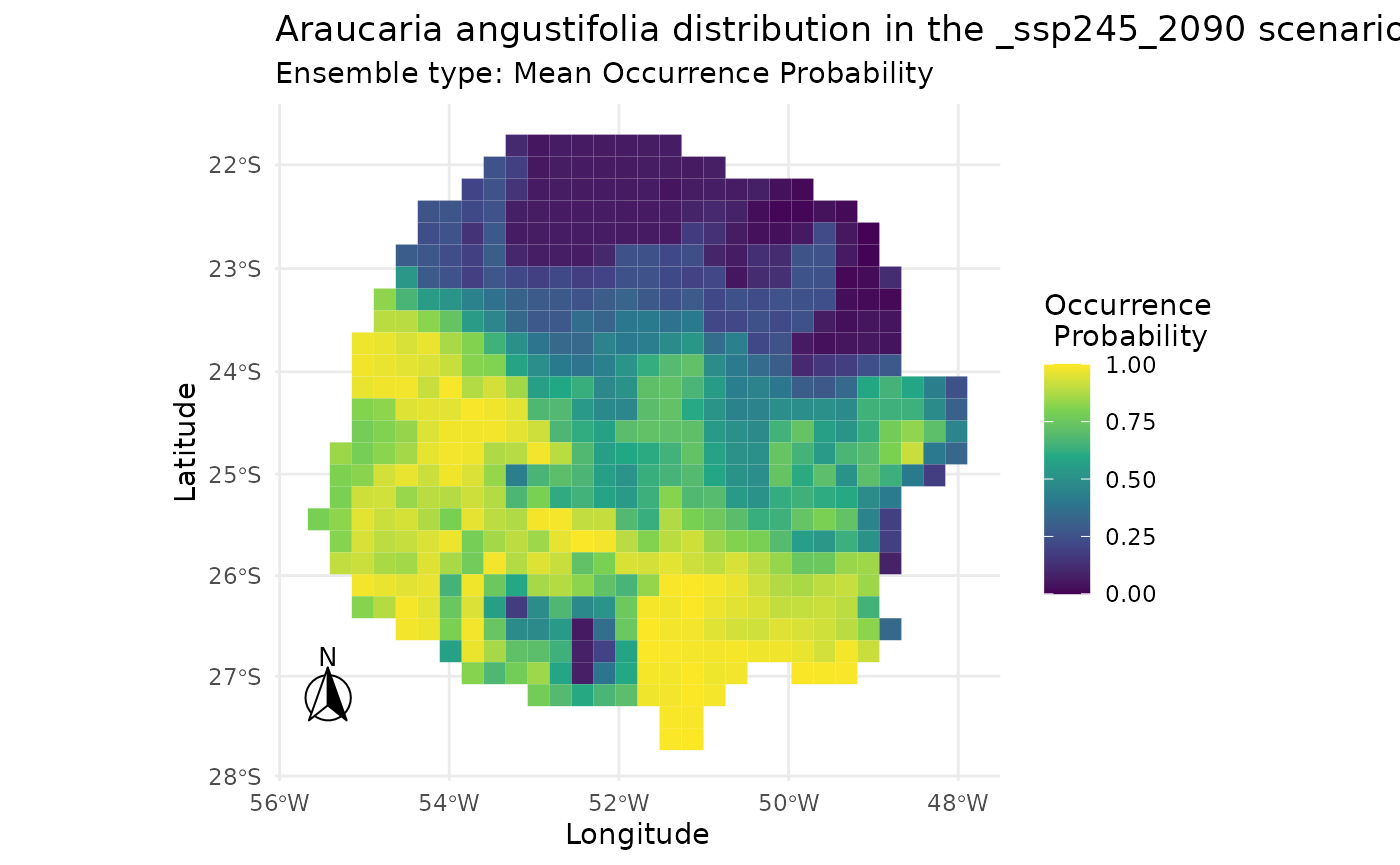 Araucaria angustifolia distribution in the _ssp245_2090 scenario
Ensemble type: Mean Occurrence Probability
22°S
23°S
24°S
25°S
26°S
27°S
28°S
Latitude
N
56°W
54°W
52°W
50°W
48°W
Longitude
Occurrence
Probability
1.00
0.75
0.50
0.25
0.00